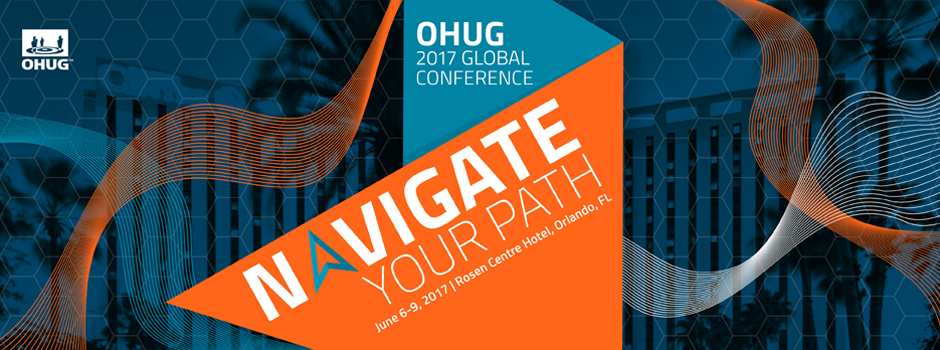 OHUG
OHUG
2017 GLOBAL
CONFERENCE
NAVIGATE
YOUR PATH
June 6-9, 2017 | Rosen Centre Hotel, Orlando, FL